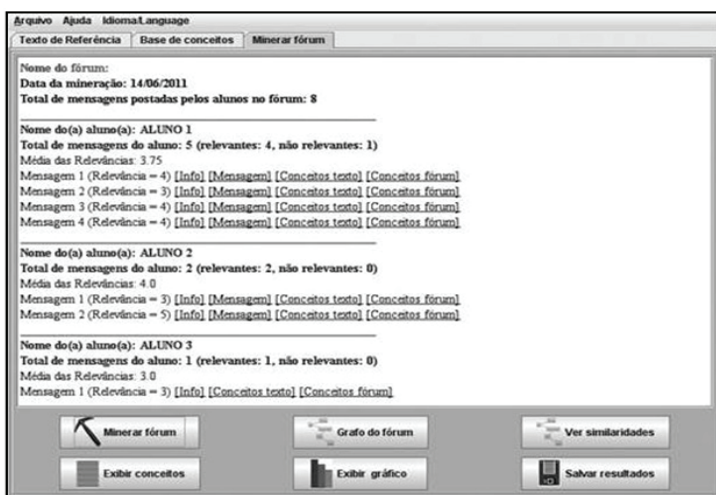 Arquivo Ajuda Idioma/Language
Texto de Referência Base de conceitos Minerar fórum
Nome do fórum:
Data da mineração: 14/06/2011
Total de mensagens postadas pelos alunos no fórum: 8
Nome do(a) aluno(a): ALUNO 1
Total de mensagens do aluno: 5 (relevantes: 4, não relevantes: 1)
Média das Relevâncias: 3.75
Mensagem 1 (Relevância = 4) [Info] [Mensagem] [Conceitos texto] [Conceitos fórum]
Mensagem 2 (Relevância = 3) [Info] [Mensagem] [Conceitos texto] [Conceitos fórum]
Mensagem 3 (Relevância = 4) [Info] [Mensagem] [Conceitos texto] [Conceitos fórum]
Mensagem 4 (Relevância = 4) [Info] [Mensagem] [Conceitos texto] [Conceitos fórum]
Nome do(a) aluno(a): ALUNO 2
Total de mensagens do aluno: 2 (relevantes: 2, não relevantes: 0)
Média das Relevâncias: 4.0
Mensagem 1 (Relevância = 3) [Info] [Mensagem] [Conceitos texto] [Conceitos fórum]
Mensagem 2 (Relevância = 5) [Info] [Mensagem] [Conceitos texto] [Conceitos fórum]
Nome do(a) aluno(a): ALUNO 3
Total de mensagens do aluno: 1 (relevantes: 1, não relevantes: 0)
Média das Relevâncias: 3.0
Mensagem 1 (Relevância = 3) [Info] [Conceitos texto] [Conceitos fórum]
Minerar fórum Grafo do fórum Ver similaridades
Exibir conceitos Exibir gráfico Salvar resultados